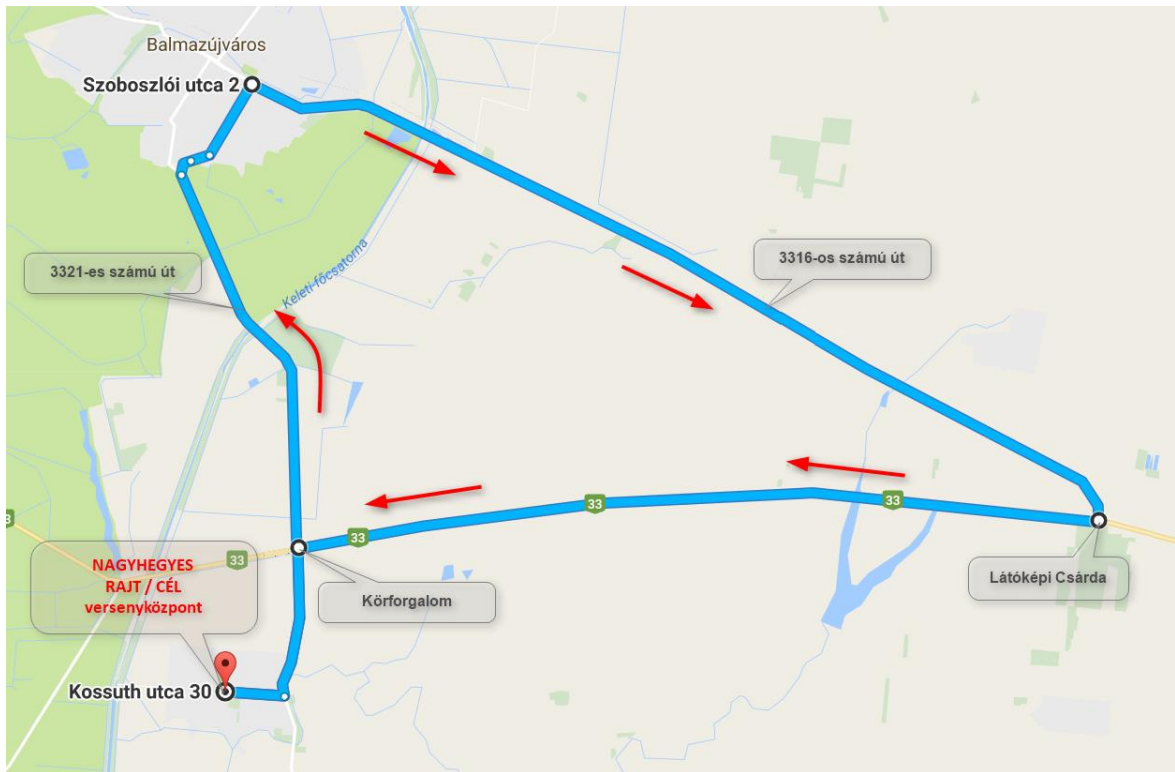 Balmazújváros
Szoboszlói utca 2
3321-es számú út
Keleti-főcsatorna
3316-os számú út
33
33
33
33
3
NAGYHEGYES
RAJT / CÉL
versenyközpont
Körforgalom
Látóképi Csárda
Kossuth utca 30